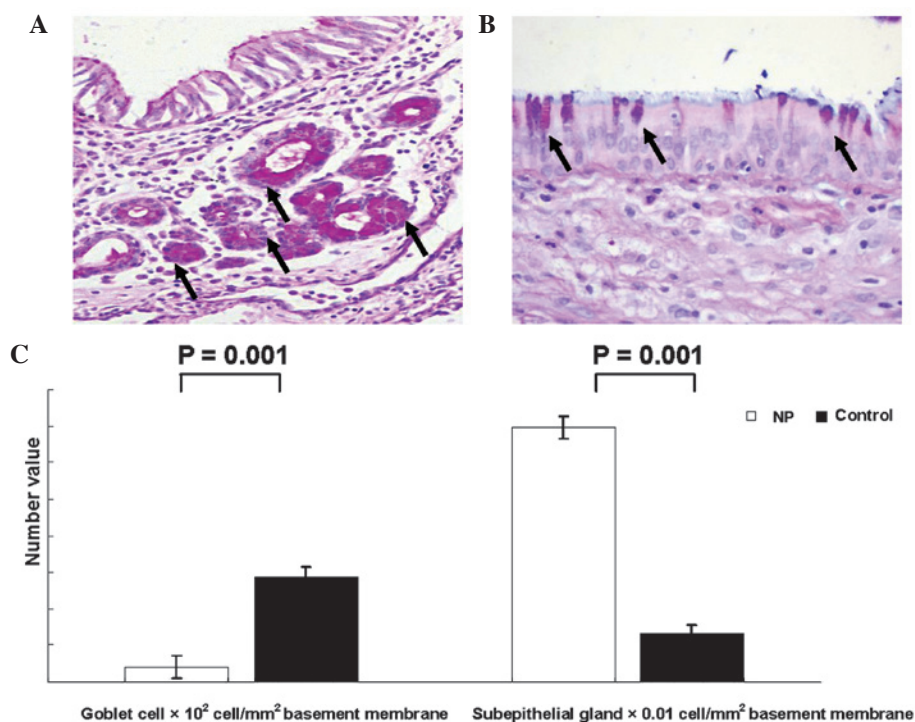 A
B
C
P = 0.001
P = 0.001
NP
Control
Number value
Goblet cell × 10² cell/mm² basement membrane
Subepithelial gland × 0.01 cell/mm² basement membrane